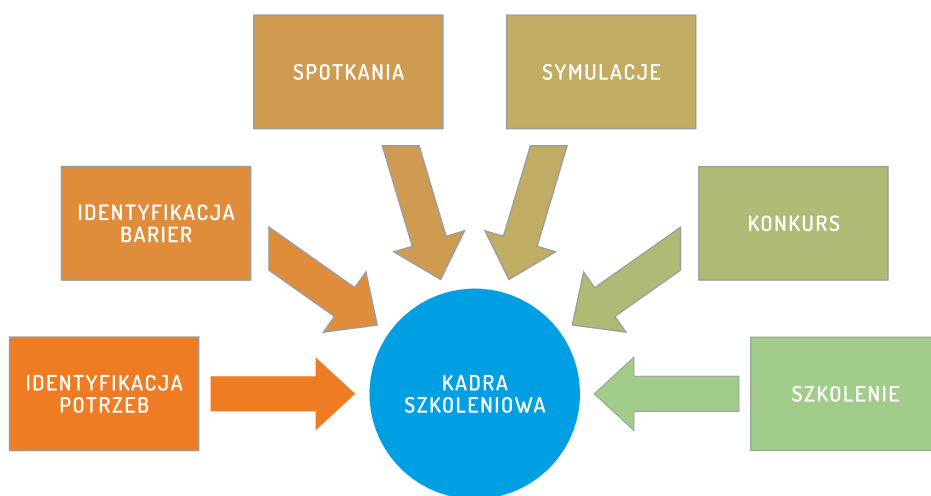 SPOTKANIA
SYMULACJE
IDENTYFIKACJA
BARIER
KONKURS
IDENTYFIKACJA
POTRZEB
KADRA
SZKOLENIOWA
SZKOLENIE